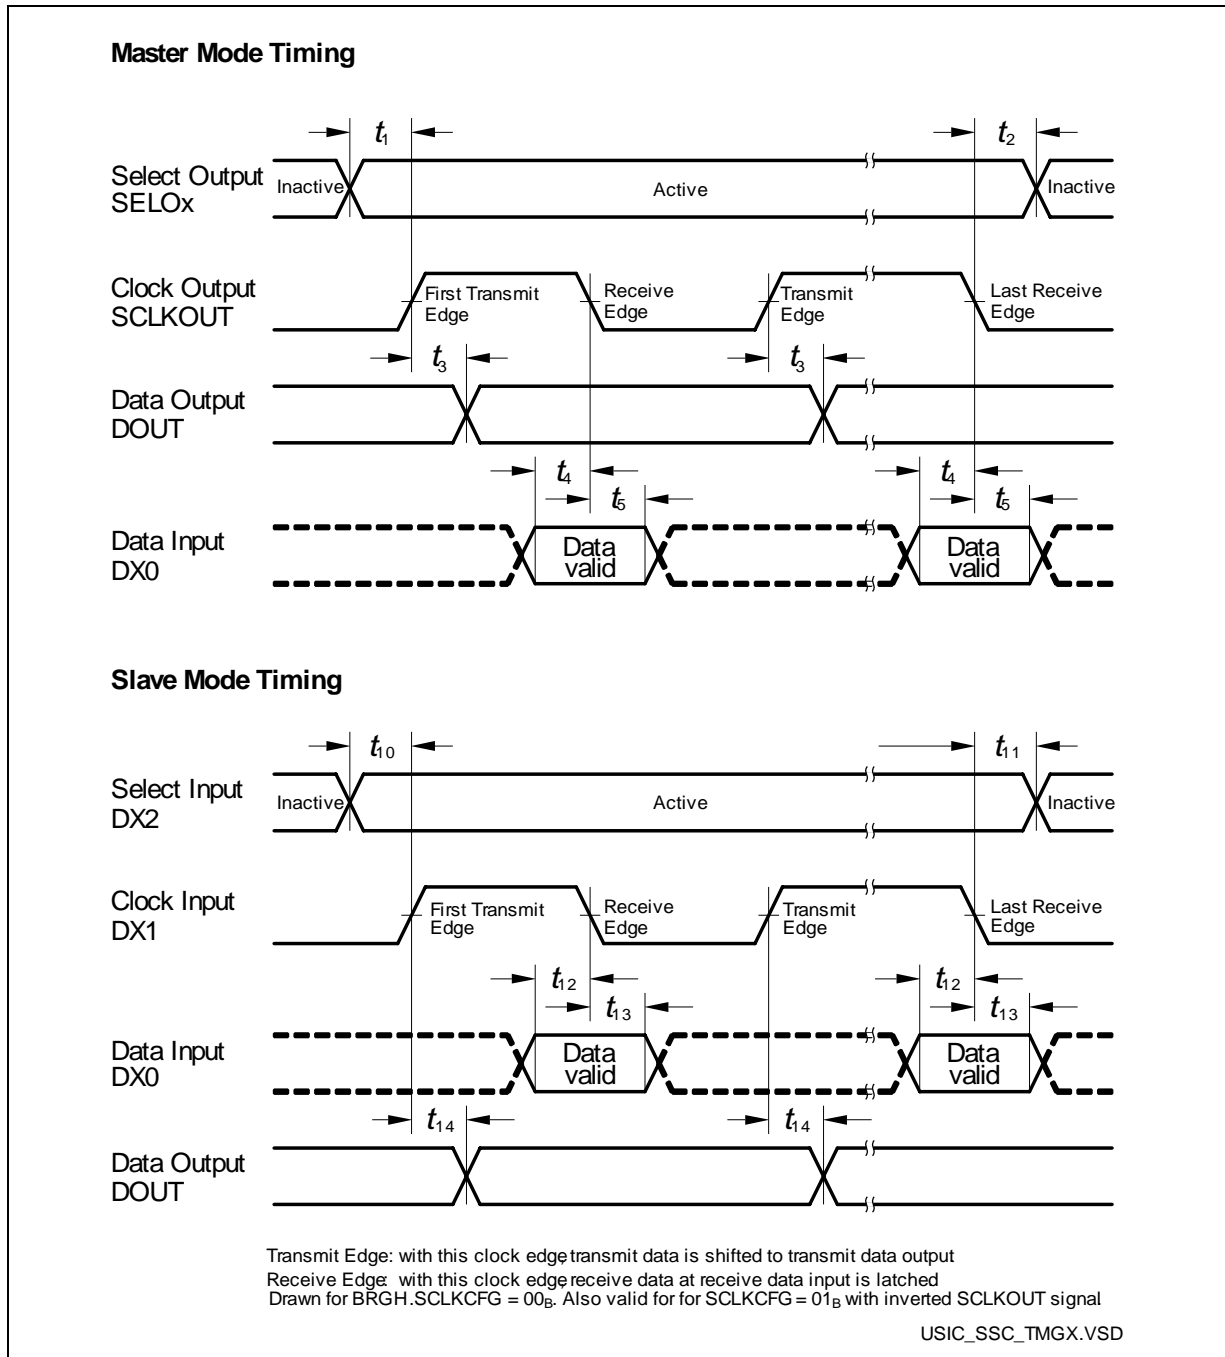 Master Mode Timing
t1
t2
Select Output
SELOx
Inactive
Active
Inactive
Clock Output
SCLKOUT
First Transmit
Edge
Receive
Edge
Transmit
Edge
Last Receive
Edge
t3
t3
Data Output
DOUT
t4
t5
t4
t5
Data Input
DX0
Data
valid
Data
valid
Slave Mode Timing
t10
t11
Select Input
DX2
Inactive
Active
Inactive
Clock Input
DX1
First Transmit
Edge
Receive
Edge
Transmit
Edge
Last Receive
Edge
t12
t13
t12
t13
Data Input
DX0
Data
valid
Data
valid
t14
t14
Data Output
DOUT
Transmit Edge: with this clock edge, transmit data is shifted to transmit data output
Receive Edge: with this clock edge, receive data at receive data input is latched
Drawn for BRGH.SCLKCFG = 00B. Also valid for for SCLKCFG = 01B with inverted SCLKOUT signal.
USIC_SSC_TMGX.VSD